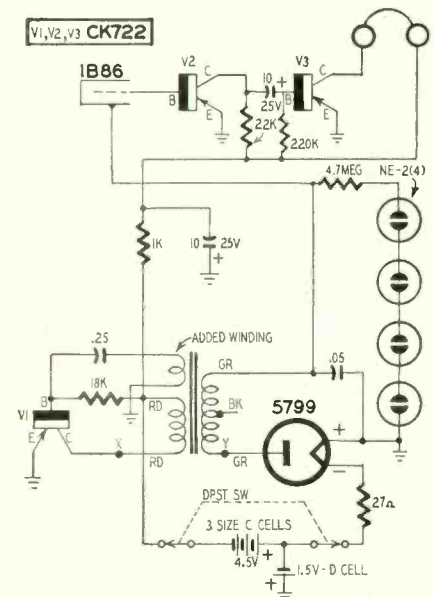 V1,V2,V3 CK722
1B86
V2
C
B
E
10
+
25V
V3
C
B
E
22K
220K
NE-2(4)
4.7MEG
1K
10
25V
+
ADDED WINDING
.25
GR
.05
18K
RD
BK
B
V1
E
C
X
RD
Y
GR
5799
+
−
27Ω
DPST SW
3 SIZE C CELLS
4.5V
+
1.5V-D CELL
+